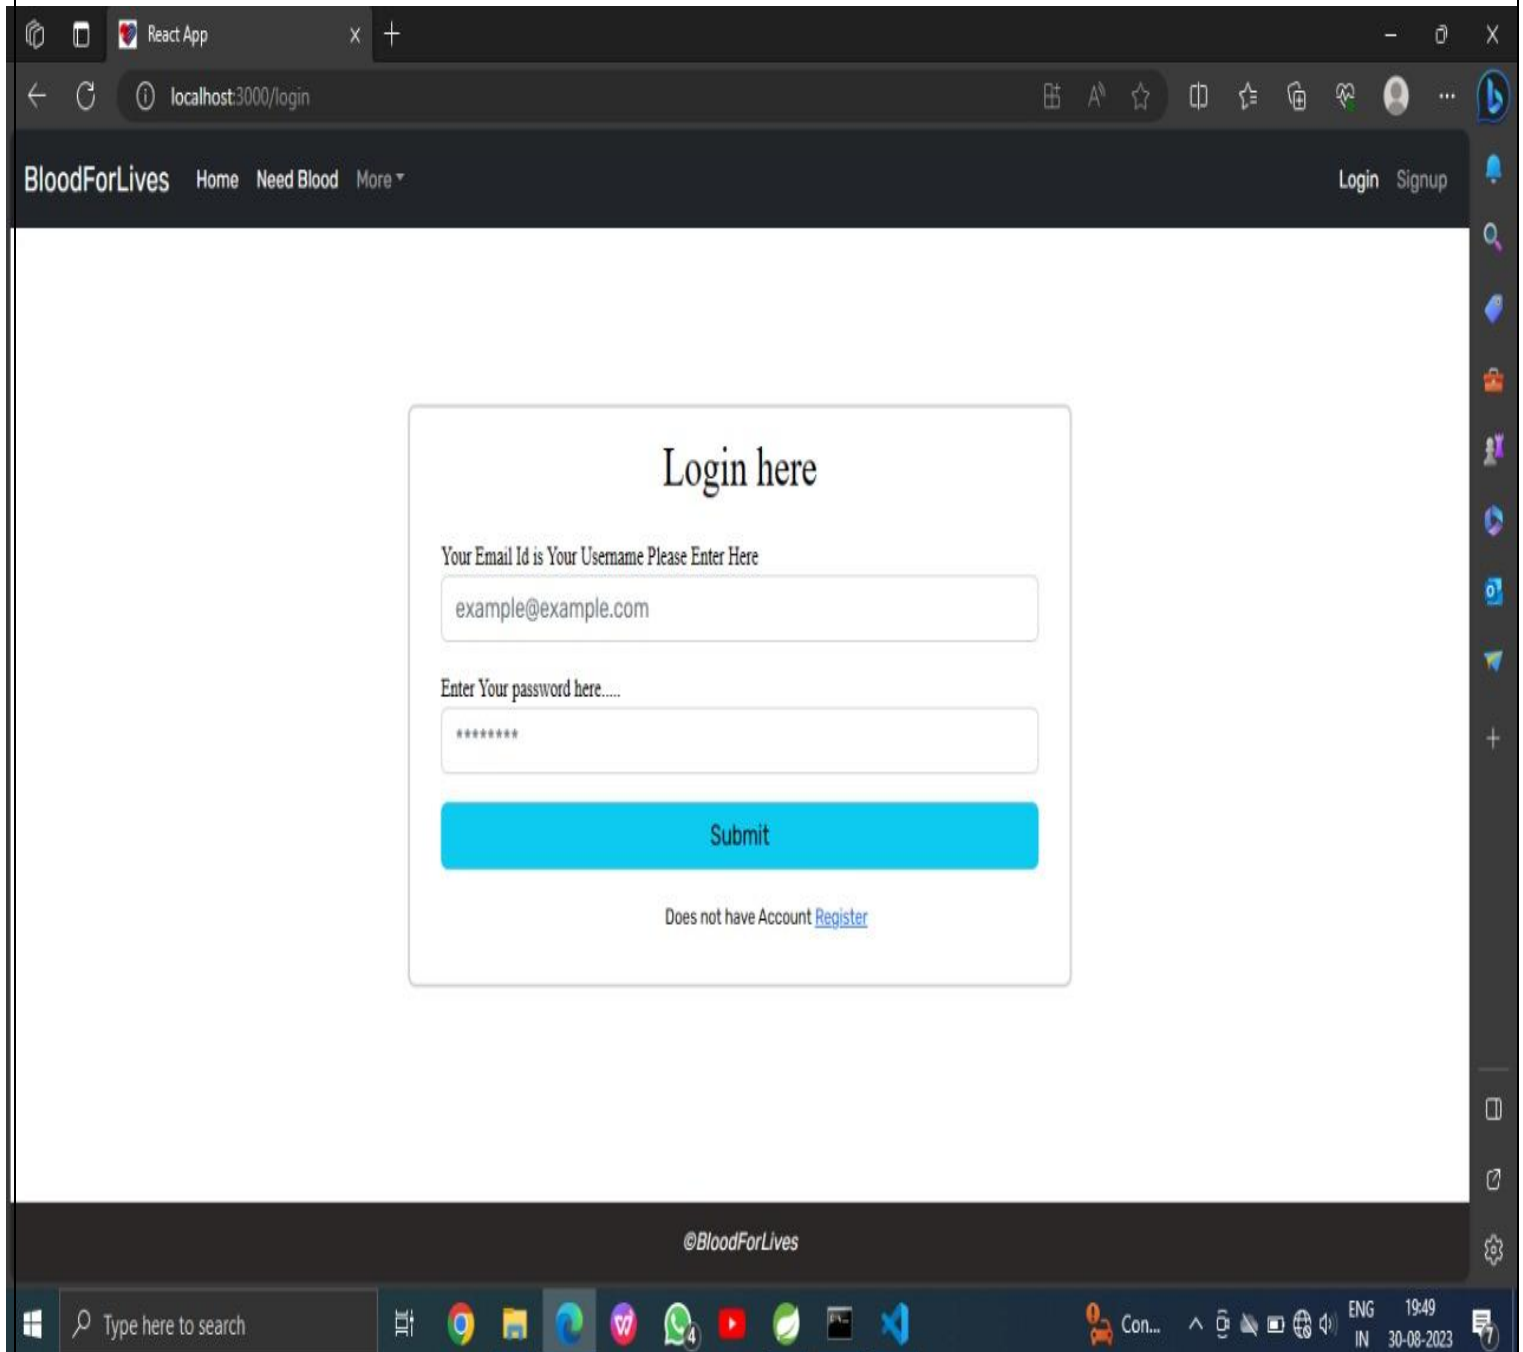 React App
localhost:3000/login
BloodForLives Home Need Blood More Login Signup
Login here
Your Email Id is Your Username Please Enter Here
example@example.com
Enter Your password here.....
********
Submit
Does not have Account Register
©BloodForLives
Type here to search
4
Con...
ENG
IN
19:49
30-08-2023
7